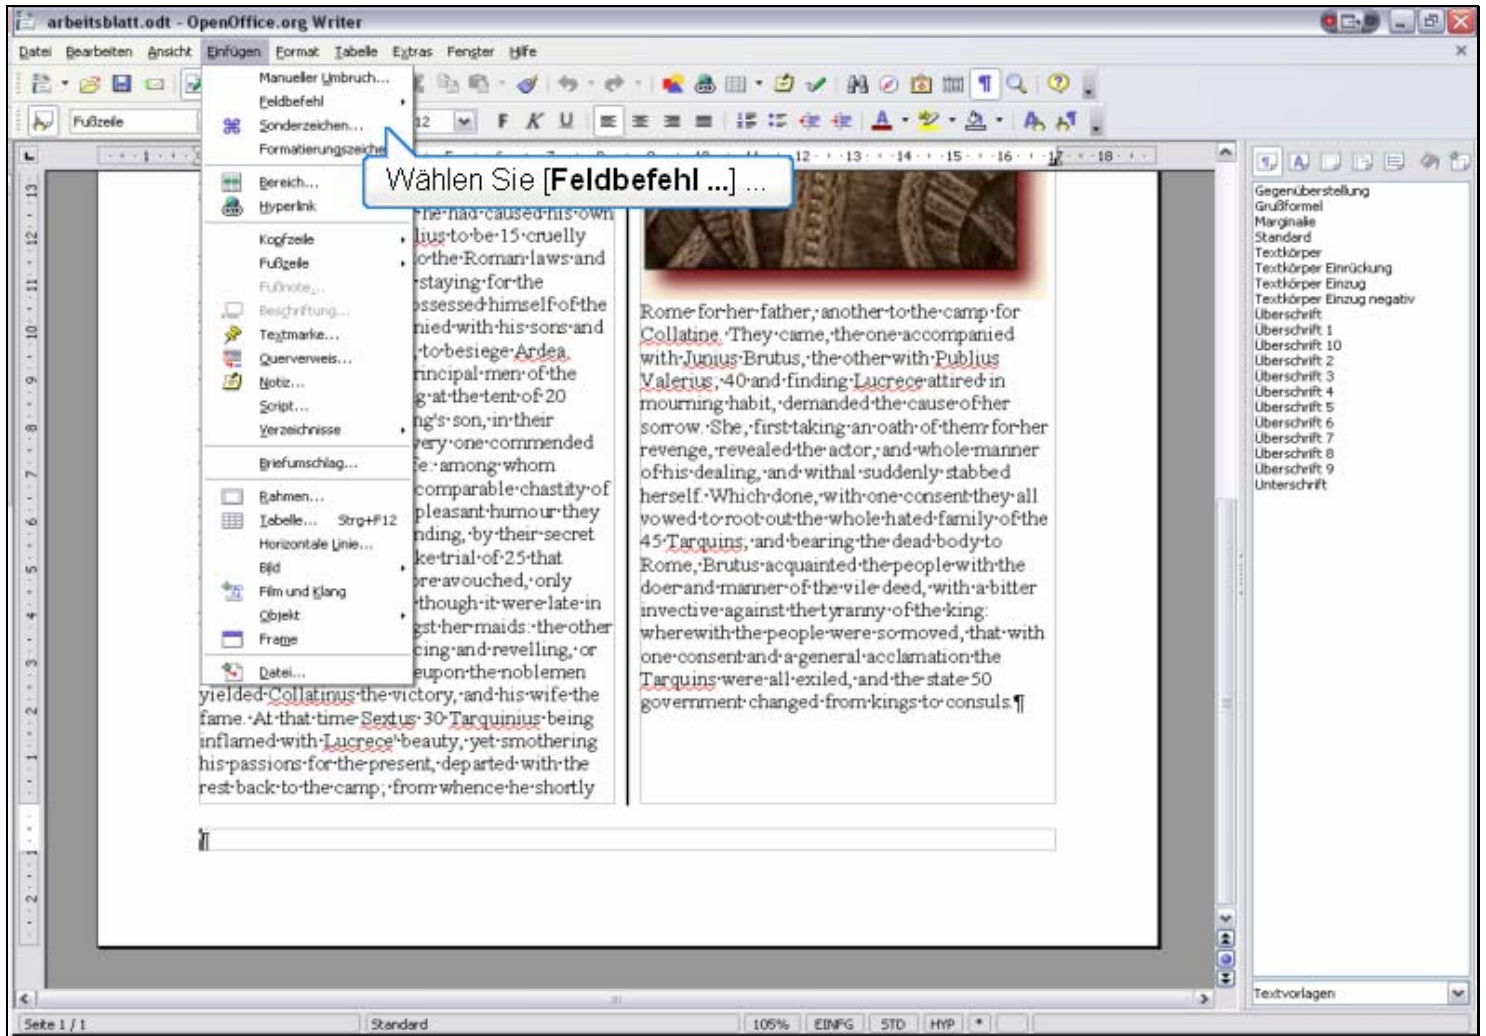 arbeitsblatt.odt - OpenOffice.org Writer
Datei Bearbeiten Ansicht Einfügen Format Tabelle Extras Fenster Hilfe
Fußzeile
12
F K U
Manueller Umbruch...
Feldbefehl
Sonderzeichen...
Formatierungszeichen
Bereich...
Hyperlink
Kopfzeile
Fußzeile
Fußnote...
Beschriftung...
Textmarke...
Querverweis...
Notiz...
Script...
Verzeichnisse
Briefumschlag...
Rahmen...
Tabelle... Strg+F12
Horizontale Linie...
Bild
Film und Klang
Objekt
Frame
Datei...
Wählen Sie [Feldbefehl ...] ...
1 12 13 14 15 16 17 18
he·had·caused·his·own
lius·to·be·15·cruelly
o·the·Roman·laws·and
staying·for·the
ossessed·himself·of·the
nied·with·his·sons·and
to·besiege·Ardea.
rincipal·men·of·the
g·at·the·tent·of·20
ng's·son,·in·their
very·one·commended
fe:·among·whom
comparable·chastity·of
pleasant·humour·they
nding,·by·their·secret
ke·trial·of·25·that
ore·avouched,·only
though·it·were·late·in
gst·her·maids:·the·other
cing·and·revelling,·or
eupon·the·noblemen
yielded·Collatinus·the·victory,·and·his·wife·the
fame.·At·that·time·Sextus·30·Tarquinius·being
inflamed·with·Lucrece'·beauty,·yet·smothering
his·passions·for·the·present,·departed·with·the
rest·back·to·the·camp;·from·whence·he·shortly
Rome·for·her·father,·another·to·the·camp·for
Collatine.·They·came,·the·one·accompanied
with·Junius·Brutus,·the·other·with·Publius
Valerius;·40·and·finding·Lucrece·attired·in
mourning·habit,·demanded·the·cause·of·her
sorrow.·She,·first·taking·an·oath·of·them·for·her
revenge,·revealed·the·actor,·and·whole·manner
of·his·dealing,·and·withal·suddenly·stabbed
herself.·Which·done,·with·one·consent·they·all
vowed·to·root·out·the·whole·hated·family·of·the
45·Tarquins;·and·bearing·the·dead·body·to
Rome,·Brutus·acquainted·the·people·with·the
doer·and·manner·of·the·vile·deed,·with·a·bitter
invective·against·the·tyranny·of·the·king:
wherewith·the·people·were·so·moved,·that·with
one·consent·and·a·general·acclamation·the
Tarquins·were·all·exiled,·and·the·state·50
government·changed·from·kings·to·consuls.¶
¶
Gegenüberstellung
Grußformel
Marginalie
Standard
Textkörper
Textkörper Einrückung
Textkörper Einzug
Textkörper Einzug negativ
Überschrift
Überschrift 1
Überschrift 10
Überschrift 2
Überschrift 3
Überschrift 4
Überschrift 5
Überschrift 6
Überschrift 7
Überschrift 8
Überschrift 9
Unterschrift
Textvorlagen
Seite 1 / 1 Standard 105% EINFG STD HYP *